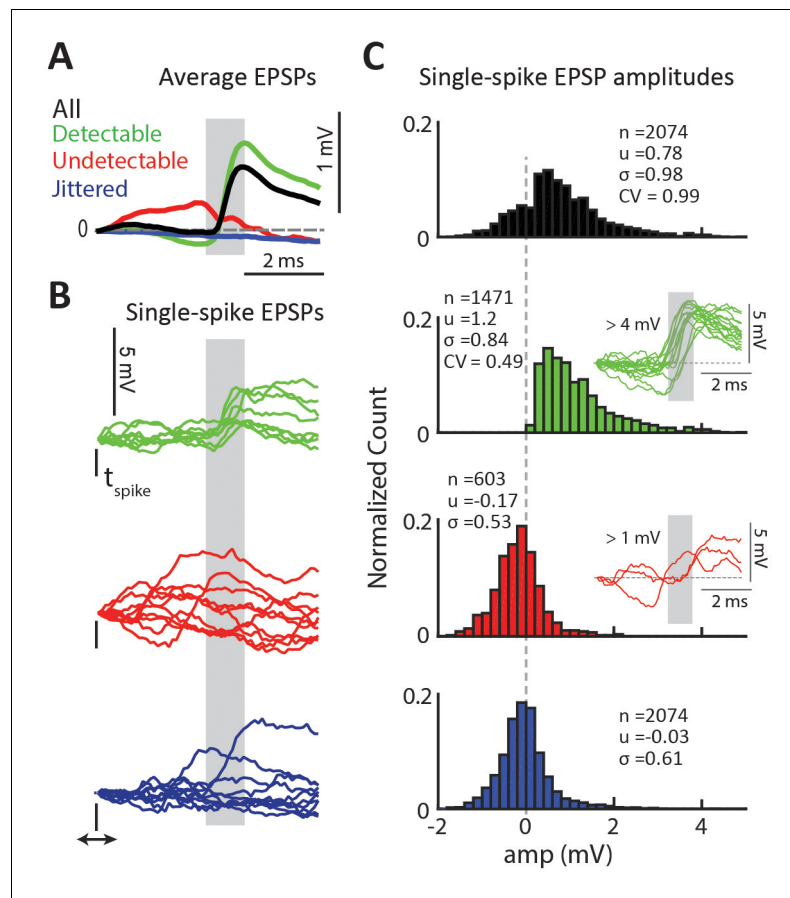 A
Average EPSPs
All
Detectable
Undetectable
Jittered
1 mV
0
2 ms
B
Single-spike EPSPs
5 mV
t_spike
C
Single-spike EPSP amplitudes
Normalized Count
0.2
n =2074
u =0.78
σ =0.98
CV = 0.99
0
n =1471
u =1.2
σ =0.84
CV = 0.49
0.2
> 4 mV
5 mV
2 ms
0
n =603
u =-0.17
σ =0.53
0.2
> 1 mV
5 mV
2 ms
0
0.2
n =2074
u =-0.03
σ =0.61
0
-2
0
2
4
amp (mV)